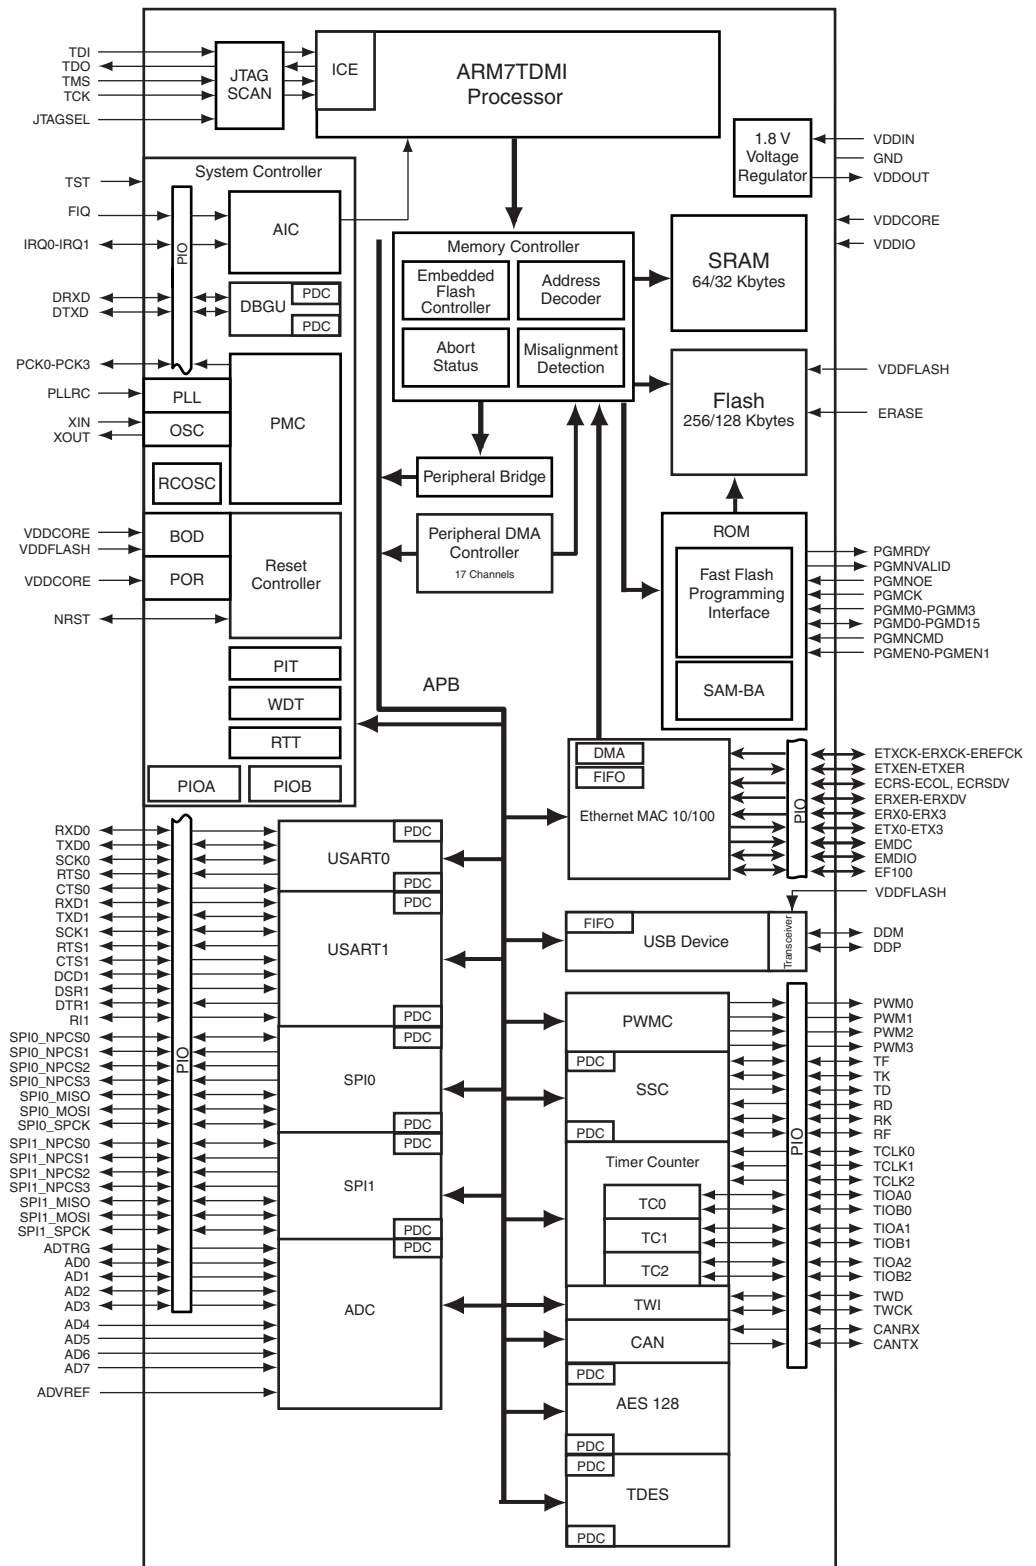 TDI
TDO
TMS
TCK
JTAGSEL
JTAG
SCAN
ICE
ARM7TDMI
Processor
1.8 V
Voltage
Regulator
VDDIN
GND
VDDOUT
VDDCORE
VDDIO
System Controller
TST
FIQ
IRQ0-IRQ1
PIO
AIC
DRXD
DTXD
DBGU
PDC
PDC
PCK0-PCK3
PLLRC
PLL
XIN
XOUT
OSC
PMC
RCOSC
VDDCORE
VDDFLASH
BOD
VDDCORE
POR
Reset
Controller
NRST
PIT
WDT
RTT
PIOA
PIOB
Memory Controller
Embedded
Flash
Controller
Address
Decoder
Abort
Status
Misalignment
Detection
SRAM
64/32 Kbytes
Flash
256/128 Kbytes
VDDFLASH
ERASE
Peripheral Bridge
Peripheral DMA
Controller
17 Channels
ROM
Fast Flash
Programming
Interface
SAM-BA
PGMRDY
PGMNVALID
PGMNOE
PGMCK
PGMM0-PGMM3
PGMD0-PGMD15
PGMNCMD
PGMEN0-PGMEN1
APB
DMA
FIFO
Ethernet MAC 10/100
PIO
ETXCK-ERXCK-EREFCK
ETXEN-ETXER
ECRS-ECOL, ECRSDV
ERXER-ERXDV
ERX0-ERX3
ETX0-ETX3
EMDC
EMDIO
EF100
VDDFLASH
FIFO
USB Device
Transceiver
DDM
DDP
RXD0
TXD0
SCK0
RTS0
CTS0
RXD1
TXD1
SCK1
RTS1
CTS1
DCD1
DSR1
DTR1
RI1
SPI0_NPCS0
SPI0_NPCS1
SPI0_NPCS2
SPI0_NPCS3
SPI0_MISO
SPI0_MOSI
SPI0_SPCK
SPI1_NPCS0
SPI1_NPCS1
SPI1_NPCS2
SPI1_NPCS3
SPI1_MISO
SPI1_MOSI
SPI1_SPCK
ADTRG
AD0
AD1
AD2
AD3
AD4
AD5
AD6
AD7
ADVREF
PIO
PDC
USART0
PDC
PDC
USART1
PDC
PDC
SPI0
PDC
PDC
SPI1
PDC
PDC
ADC
PWMC
PDC
SSC
PDC
Timer Counter
TC0
TC1
TC2
TWI
CAN
PDC
AES 128
PDC
PDC
TDES
PDC
PIO
PWM0
PWM1
PWM2
PWM3
TF
TK
TD
RD
RK
RF
TCLK0
TCLK1
TCLK2
TIOA0
TIOB0
TIOA1
TIOB1
TIOA2
TIOB2
TWD
TWCK
CANRX
CANTX